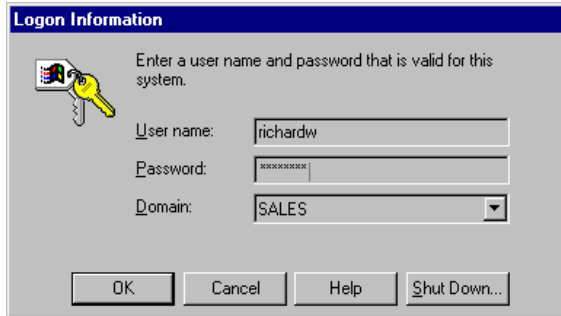 Logon Information
Enter a user name and password that is valid for this
system.
User name: richardw
Password: ********
Domain: SALES
OK Cancel Help Shut Down...